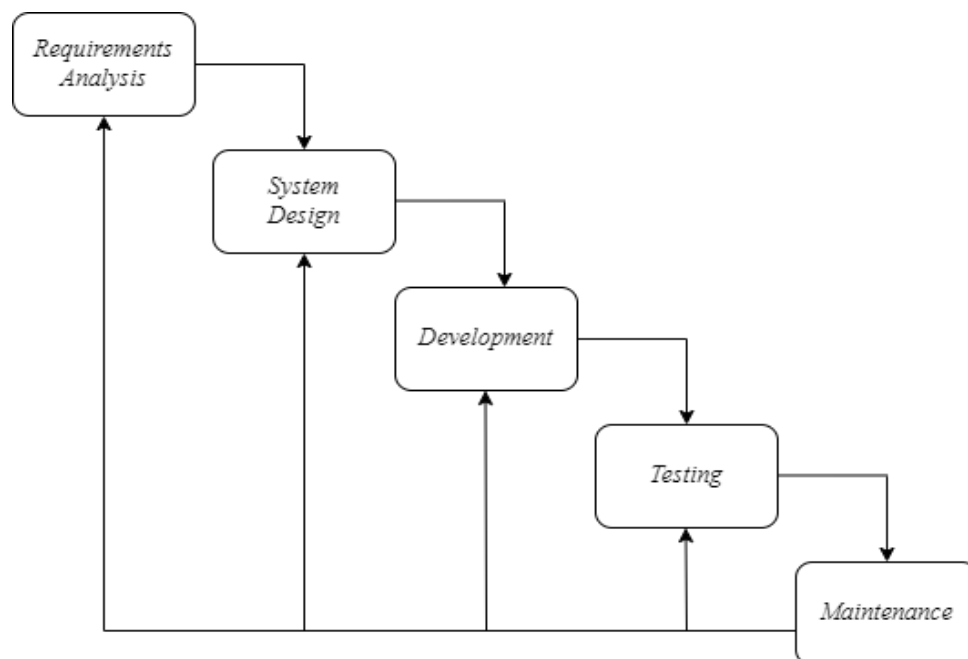 Requirements
Analysis
System
Design
Development
Testing
Maintenance